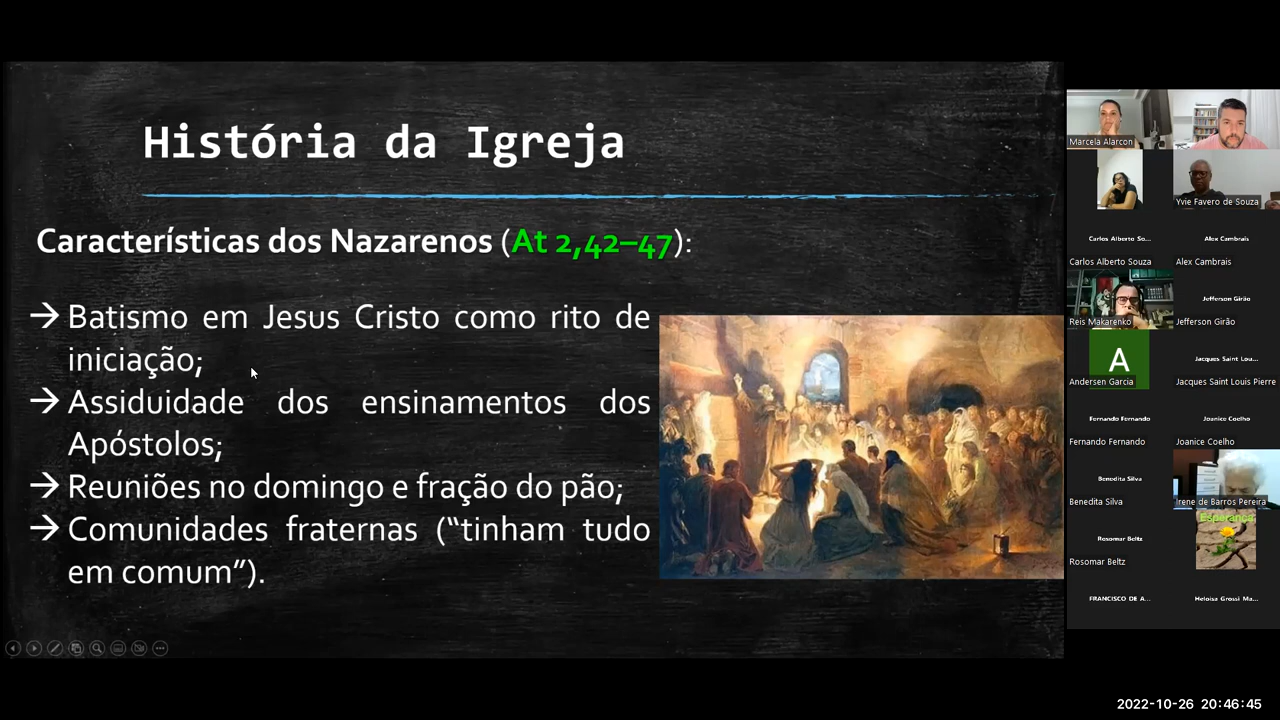 História da Igreja
Características dos Nazarenos (At 2,42–47):
→ Batismo em Jesus Cristo como rito de
iniciação;
→ Assiduidade dos ensinamentos dos
Apóstolos;
→ Reuniões no domingo e fração do pão;
→ Comunidades fraternas (“tinham tudo
em comum”).
Marcela Alarcon
Yvie Favero de Souza
Carlos Alberto So...
Alex Cambrais
Carlos Alberto Souza
Alex Cambrais
Jefferson Girão
Reis Makarenko
Jefferson Girão
A
Jacques Saint Lou...
Andersen Garcia
Jacques Saint Louis Pierre
Fernando Fernando
Joanice Coelho
Fernando Fernando
Joanice Coelho
Benedita Silva
Benedita Silva
Irene de Barros Pereira
Esperança
Rosomar Beltz
Rosomar Beltz
FRANCISCO DE A...
Heloisa Grossi Ma...
2022-10-26 20:46:45